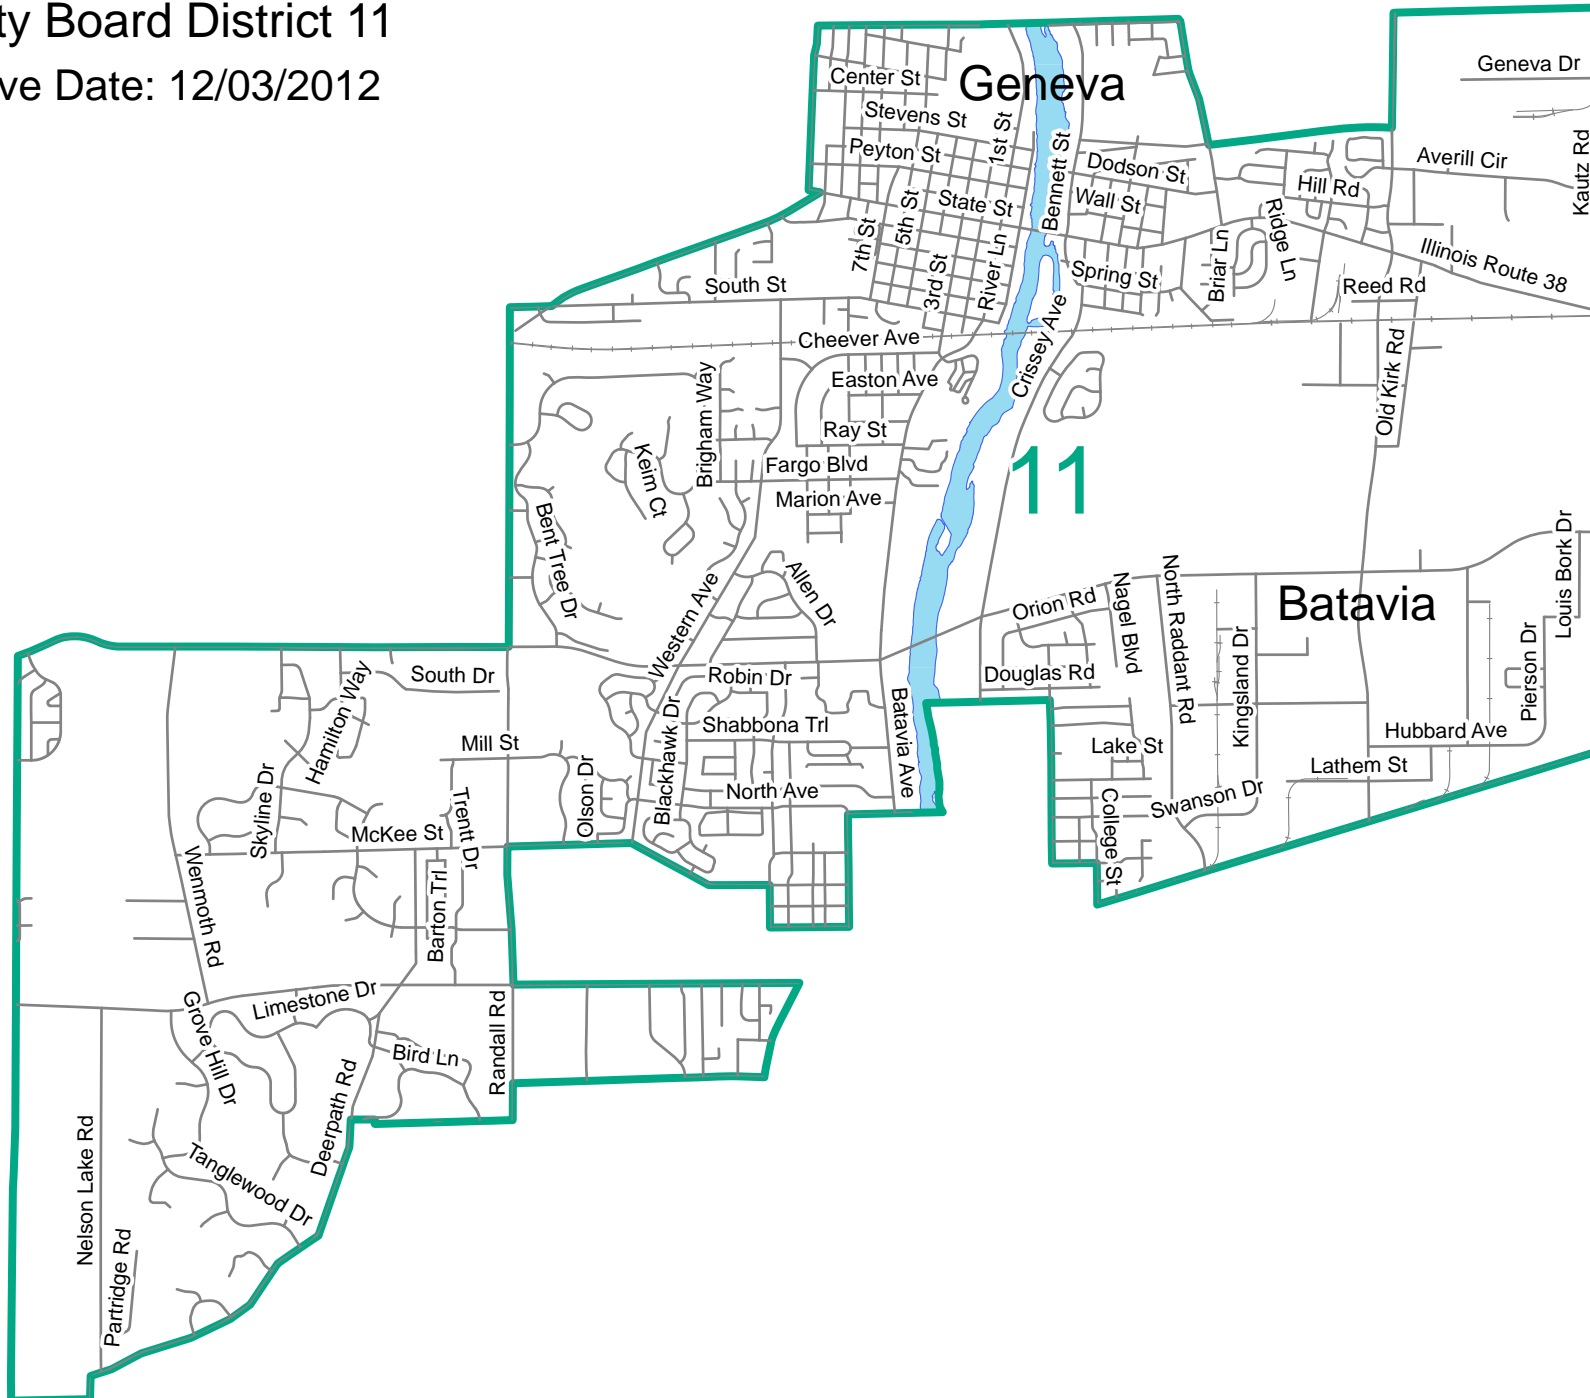 ty Board District 11
ve Date: 12/03/2012
Geneva
Geneva Dr
Center St
Stevens St
1st St
Peyton St
Bennett St
Dodson St
Averill Cir
Kautz Rd
Hill Rd
State St
Wall St
5th St
7th St
Ridge Ln
Briar Ln
River Ln
3rd St
Spring St
Illinois Route 38
South St
Reed Rd
Crissey Ave
Cheever Ave
Old Kirk Rd
Easton Ave
Brigham Way
Ray St
Keim Ct
Fargo Blvd
11
Marion Ave
Bent Tree Dr
Louis Bork Dr
Allen Dr
Western Ave
Orion Rd
Nagel Blvd
North Raddant Rd
Batavia
Kingsland Dr
Pierson Dr
South Dr
Robin Dr
Douglas Rd
Hamilton Way
Batavia Ave
Blackhawk Dr
Shabbona Trl
Mill St
Lake St
Hubbard Ave
Lathem St
Skyline Dr
Olson Dr
Trentt Dr
North Ave
Swanson Dr
College St
McKee St
Wenmoth Rd
Barton Trl
Limestone Dr
Grove Hill Dr
Randall Rd
Bird Ln
Deerpath Rd
Nelson Lake Rd
Tanglewood Dr
Partridge Rd